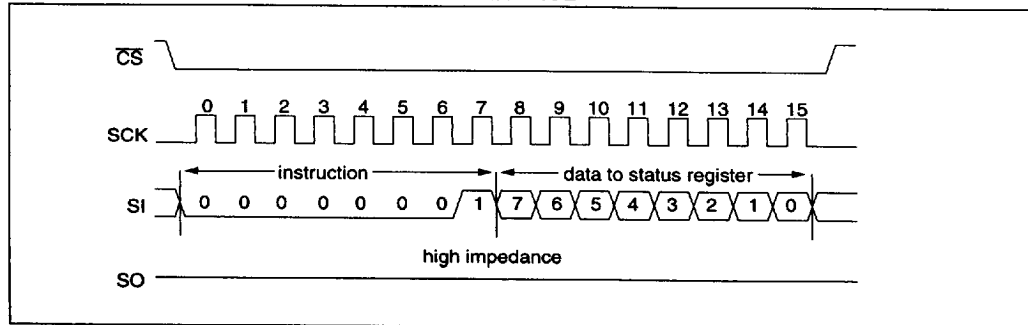 CS
0 1 2 3 4 5 6 7 8 9 10 11 12 13 14 15
SCK
instruction data to status register
SI 0 0 0 0 0 0 0 1 7 6 5 4 3 2 1 0
high impedance
SO